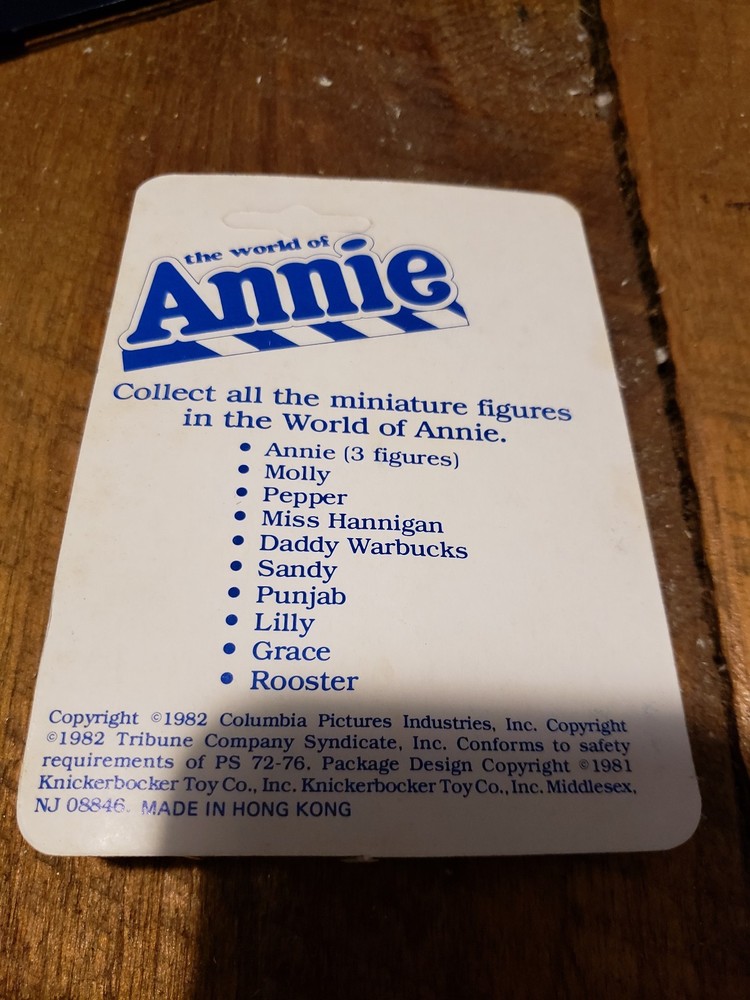 the world of
Annie
Collect all the miniature figures
in the World of Annie.
• Annie (3 figures)
• Molly
• Pepper
• Miss Hannigan
• Daddy Warbucks
• Sandy
• Punjab
• Lilly
• Grace
• Rooster
Copyright ©1982 Columbia Pictures Industries, Inc. Copyright
©1982 Tribune Company Syndicate, Inc. Conforms to safety
requirements of PS 72-76. Package Design Copyright ©1981
Knickerbocker Toy Co., Inc. Knickerbocker Toy Co., Inc. Middlesex,
NJ 08846. MADE IN HONG KONG